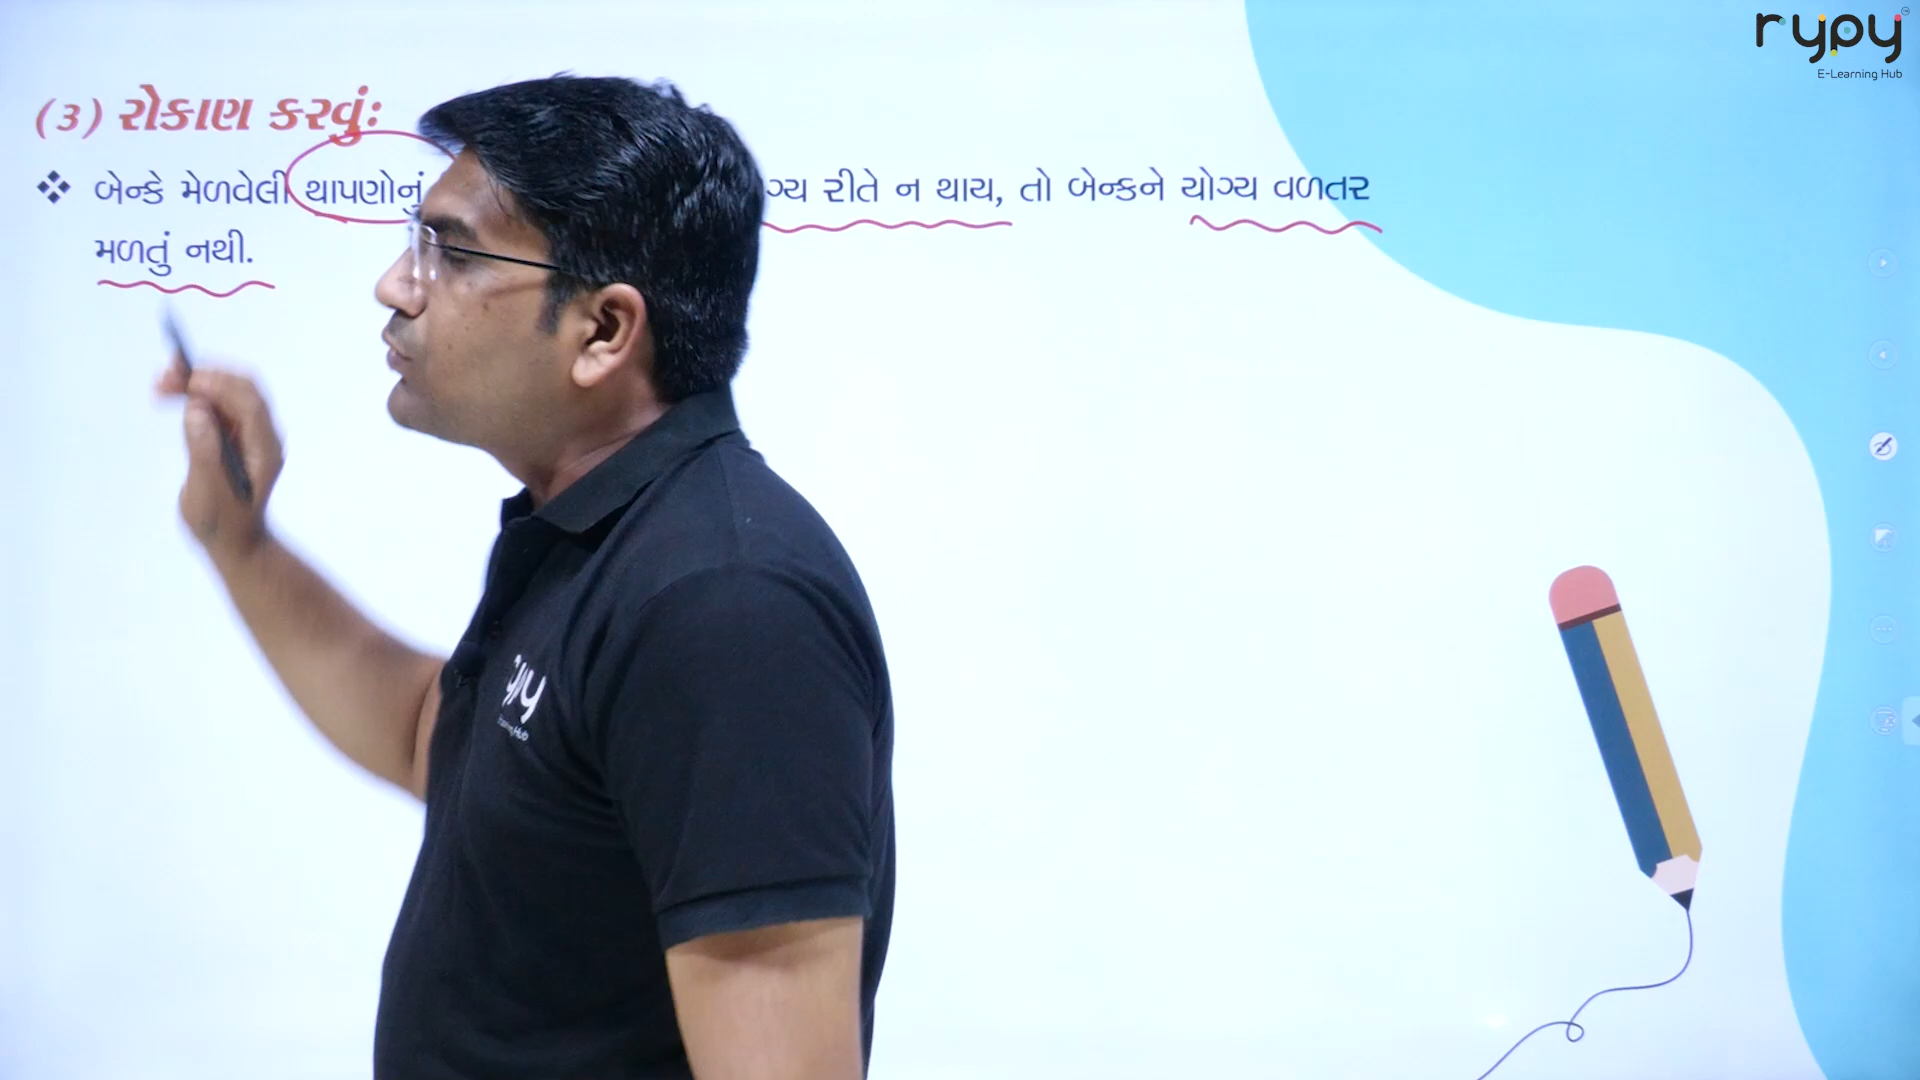 rypy
E-Learning Hub
(૩) રોકાણ કરવું:
❖ બેન્કે મેળવેલી થાપણોનું રીતે ન થાય, તો બેન્કને યોગ્ય વળતર
મળતું નથી.